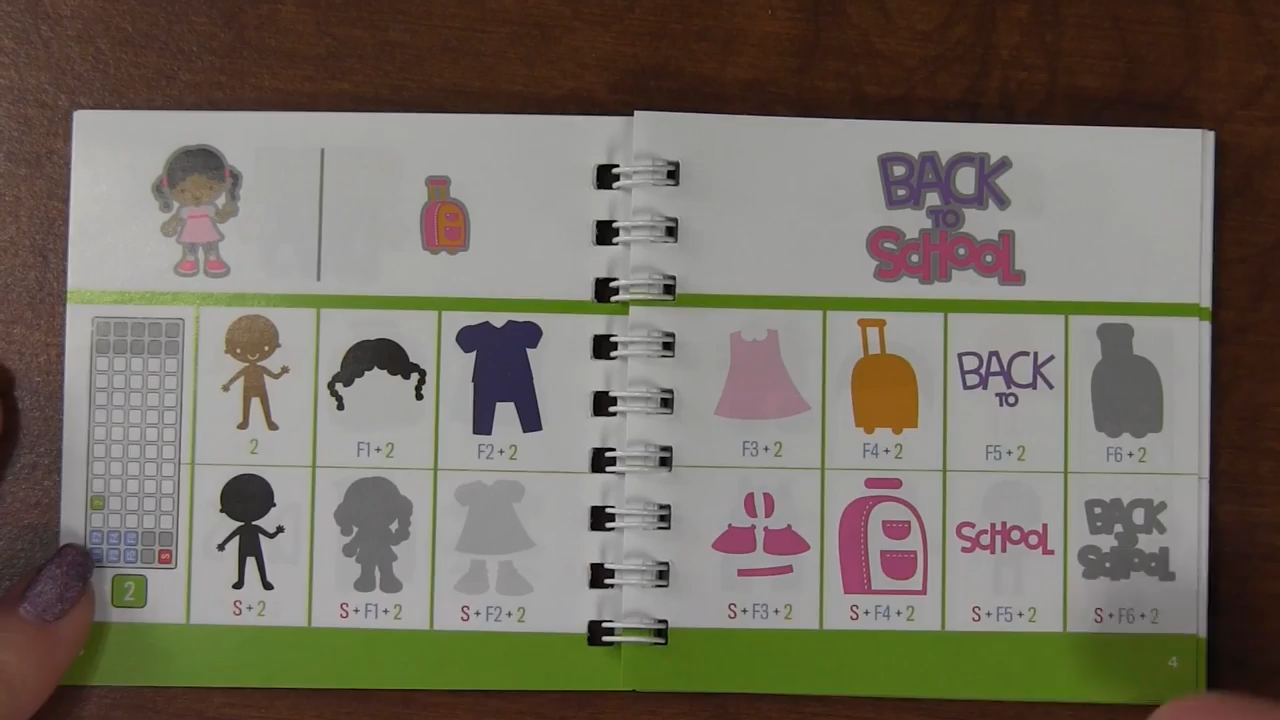 BACK
TO
SCHOOL
BACK
TO
2
F1+2
F2+2
F3+2
F4+2
F5+2
F6+2
SCHOOL
BACK
TO
SCHOOL
2
S+2
S+F1+2
S+F2+2
S+F3+2
S+F4+2
S+F5+2
S+F6+2
4